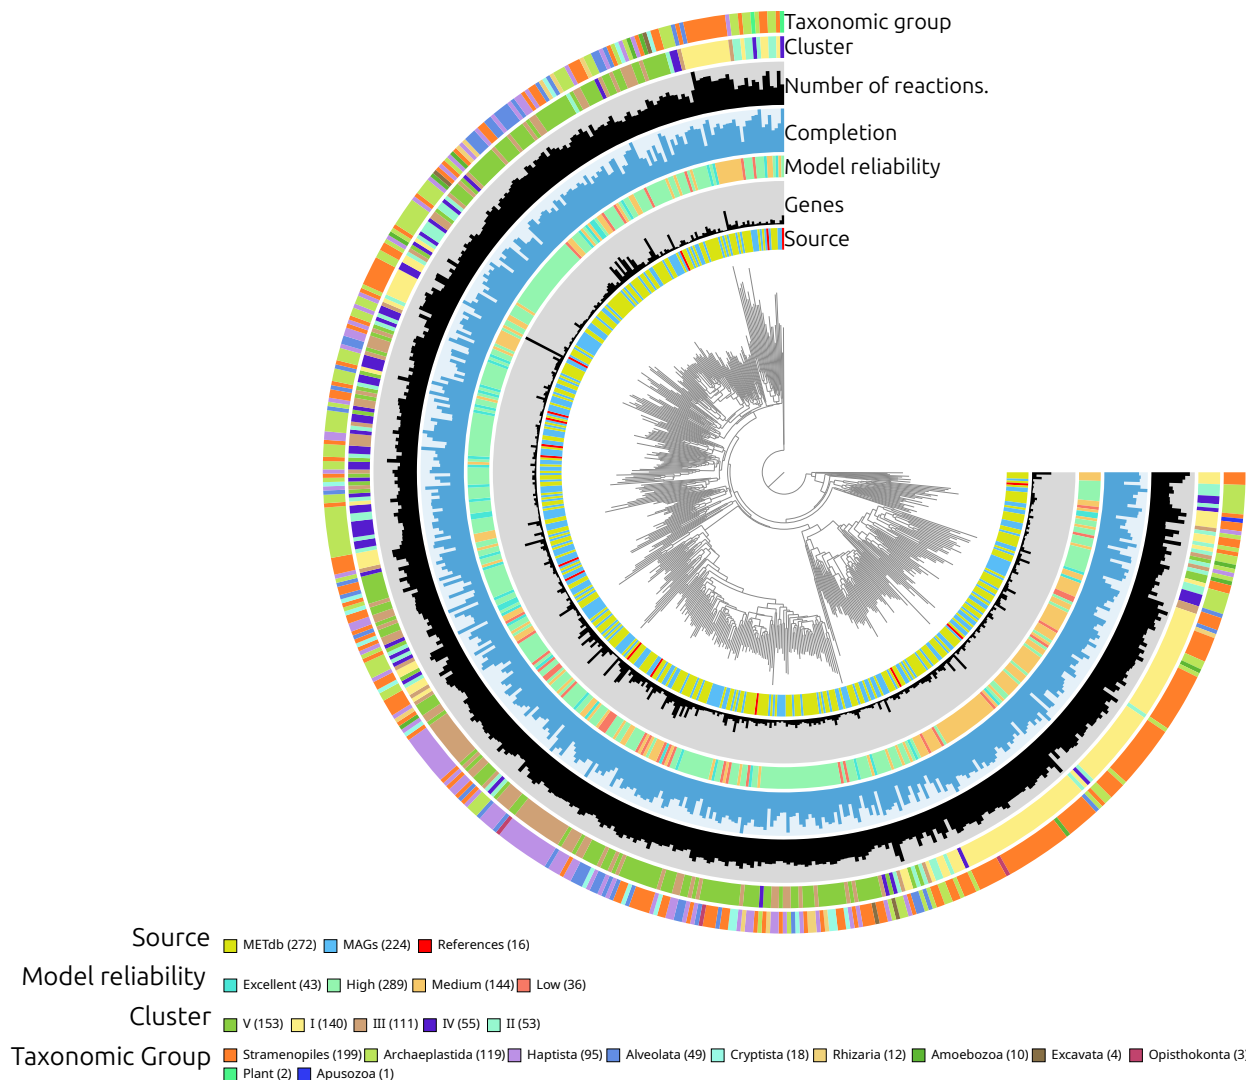 Taxonomic group
Cluster
Number of reactions.
Completion
Model reliability
Genes
Source
Source METdb (272) MAGs (224) References (16)
Model reliability Excellent (43) High (289) Medium (144) Low (36)
Cluster V (153) I (140) III (111) IV (55) II (53)
Taxonomic Group Stramenopiles (199) Archaeplastida (119) Haptista (95) Alveolata (49) Cryptista (18) Rhizaria (12) Amoebozoa (10) Excavata (4) Opisthokonta (3)
Plant (2) Apusozoa (1)